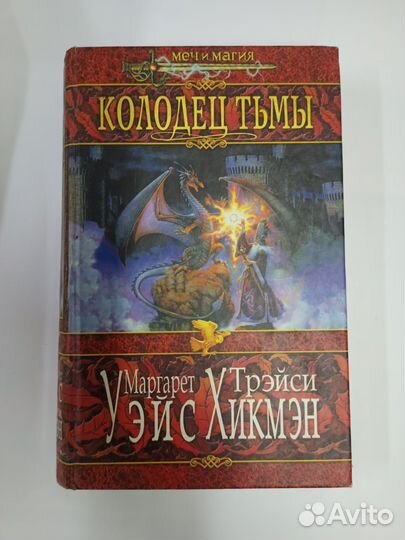 МЕЧ И МАГИЯ
КОЛОДЕЦ ТЬМЫ
Маргарет Трэйси
Уэйс Хикмэн
Avito